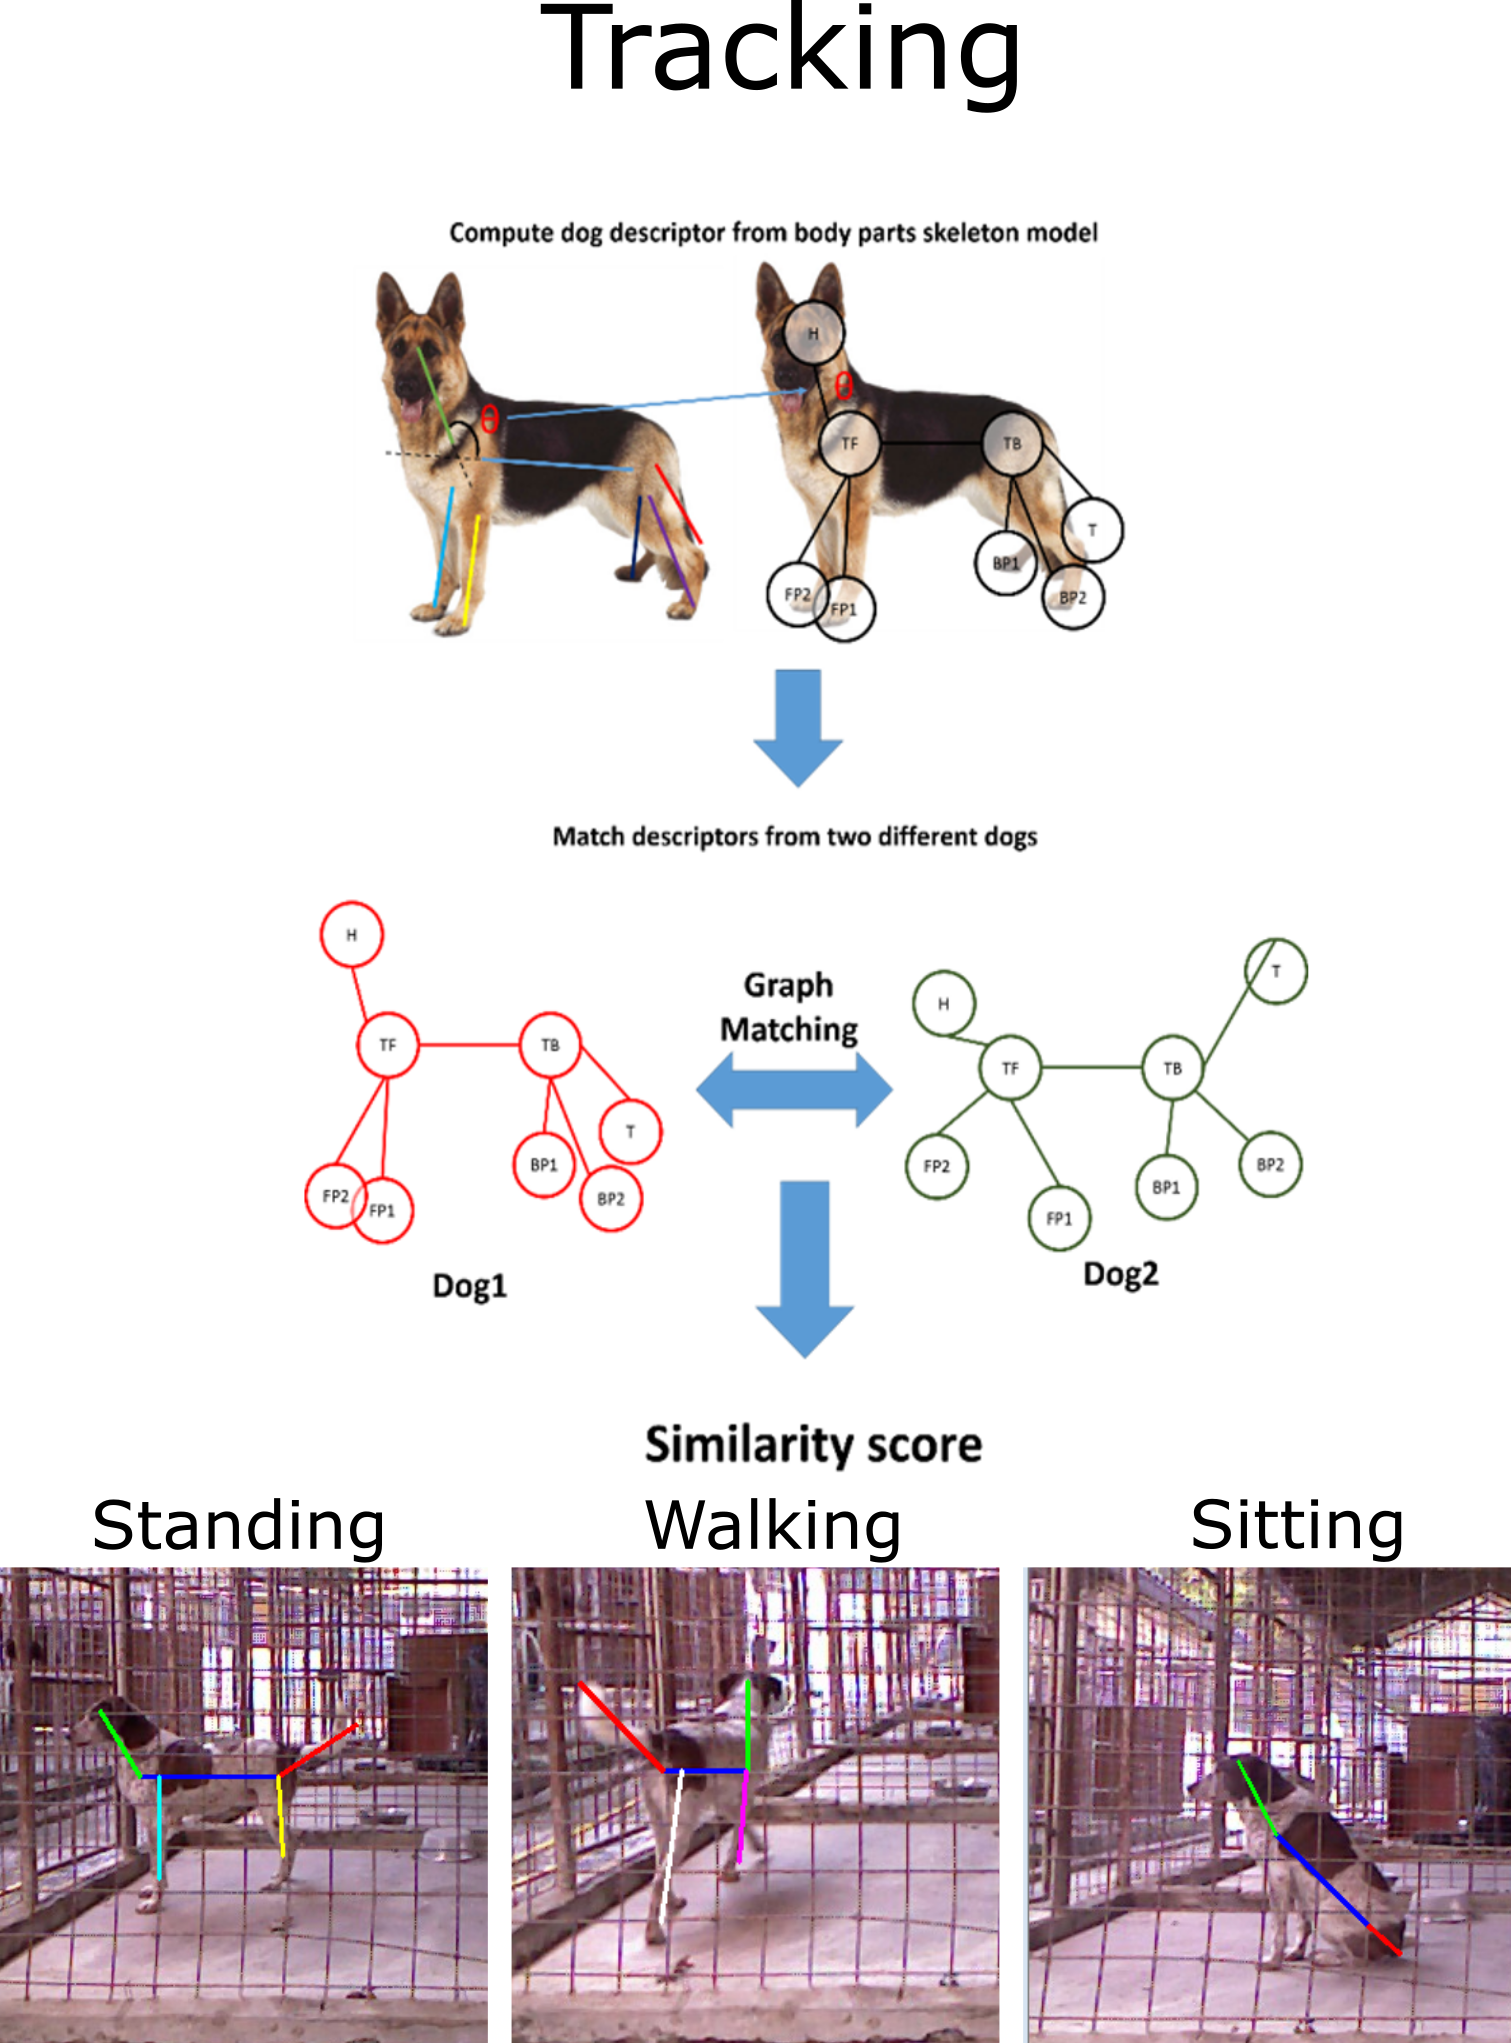 Tracking
Compute dog descriptor from body parts skeleton model
H
θ
θ
TF
TB
T
BP1
FP2
FP1
BP2
Match descriptors from two different dogs
H
TF
TB
T
BP1
FP2
FP1
BP2
Dog1
Graph
Matching
T
H
TF
TB
FP2
BP2
BP1
FP1
Dog2
Similarity score
Standing
Walking
Sitting